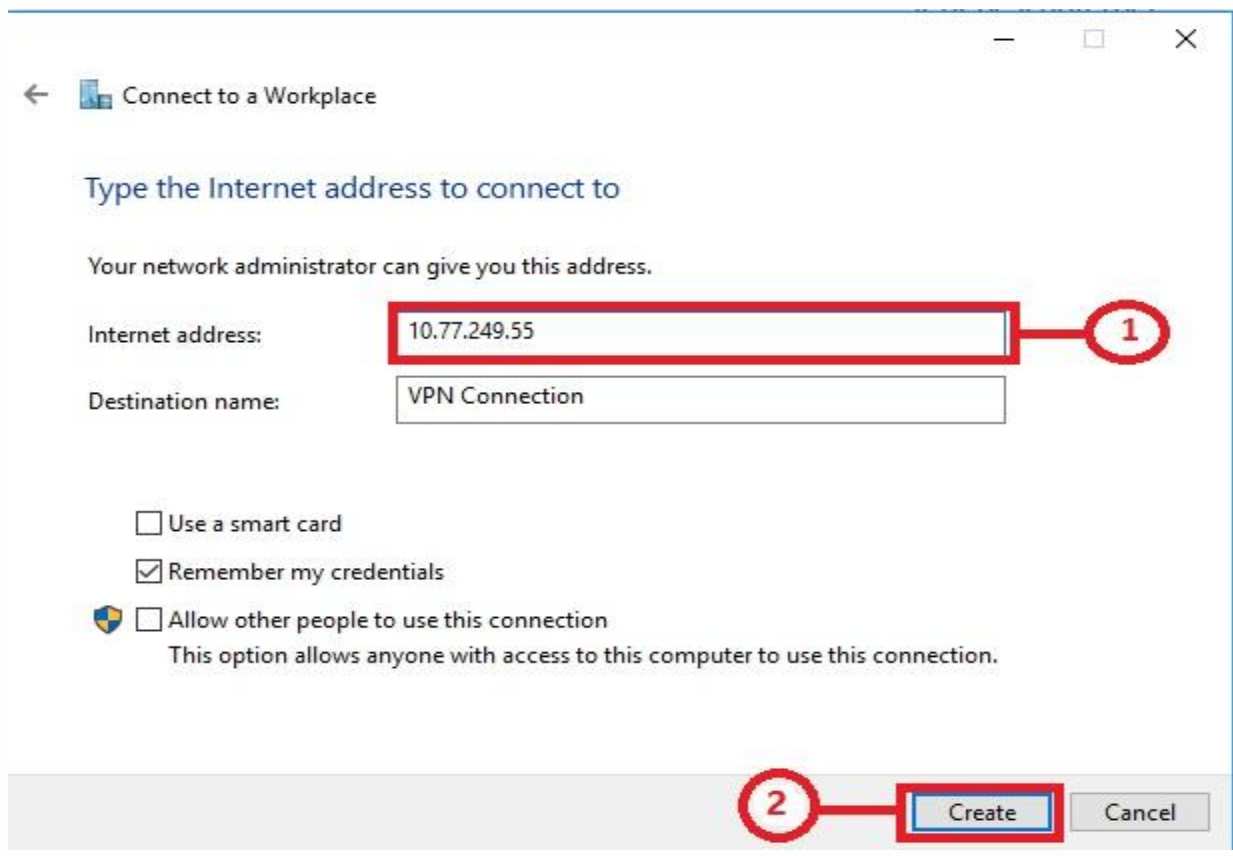 Connect to a Workplace
Type the Internet address to connect to
Your network administrator can give you this address.
Internet address: 10.77.249.55
1
Destination name: VPN Connection
Use a smart card
Remember my credentials
Allow other people to use this connection
This option allows anyone with access to this computer to use this connection.
2
Create Cancel